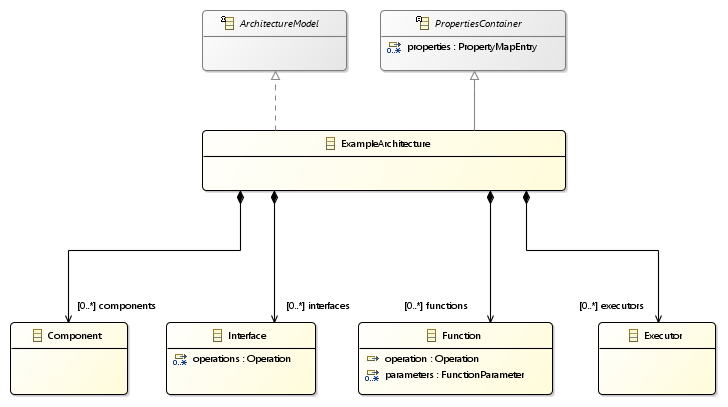 ArchitectureModel
PropertiesContainer
0..*
properties : PropertyMapEntry
ExampleArchitecture
[0..*] components
[0..*] interfaces
[0..*] functions
[0..*] executors
Component
Interface
0..*
operations : Operation
Function
operation : Operation
0..*
parameters : FunctionParameter
Executor